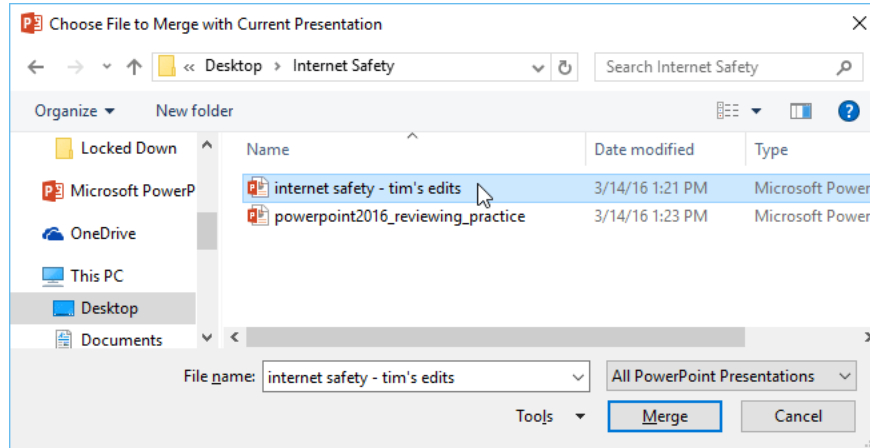 Choose File to Merge with Current Presentation
« Desktop > Internet Safety
Search Internet Safety
Organize
New folder
Name
Date modified
Type
Locked Down
Microsoft PowerP
OneDrive
This PC
Desktop
Documents
internet safety - tim's edits 3/14/16 1:21 PM Microsoft Power
powerpoint2016_reviewing_practice 3/14/16 1:23 PM Microsoft Power
File name: internet safety - tim's edits All PowerPoint Presentations
Tools Merge Cancel